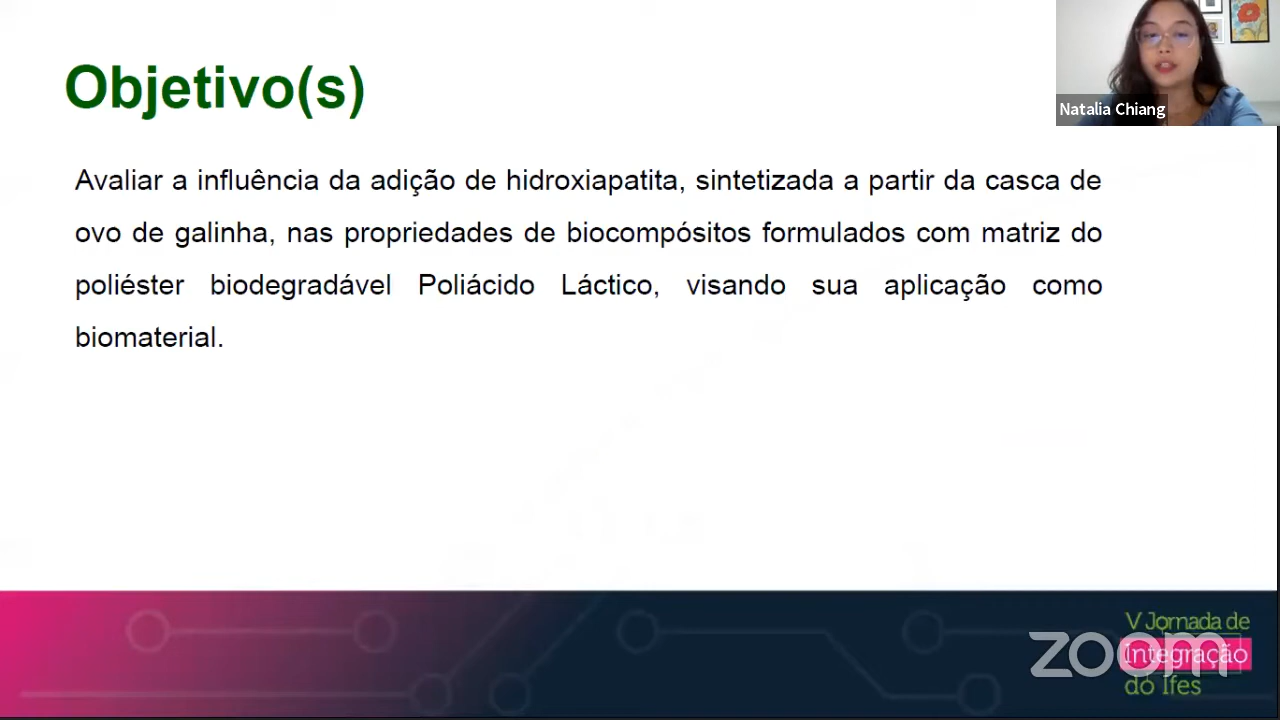 Objetivo(s)
Natalia Chiang
Avaliar a influência da adição de hidroxiapatita, sintetizada a partir da casca de
ovo de galinha, nas propriedades de biocompósitos formulados com matriz do
poliéster biodegradável Poliácido Láctico, visando sua aplicação como
biomaterial.
V Jornada de
Integração
do Ifes
zoom